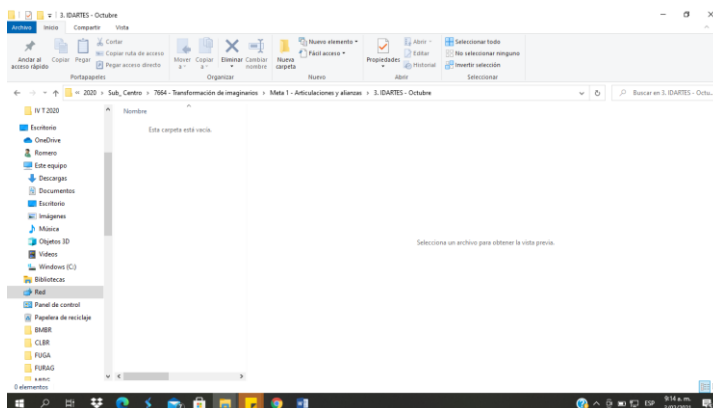 3. IDARTES - Octubre
Archivo Inicio Compartir Vista
Anclar al acceso rápido
Copiar
Pegar
Cortar
Copiar ruta de acceso
Pegar acceso directo
Portapapeles
Mover a
Copiar a
Eliminar
Cambiar nombre
Organizar
Nueva carpeta
Nuevo elemento
Fácil acceso
Nuevo
Propiedades
Abrir
Editar
Historial
Abrir
Seleccionar todo
No seleccionar ninguno
Invertir selección
Seleccionar
« 2020 › Sub_Centro › 7664 - Transformación de imaginarios › Meta 1 - Articulaciones y alianzas › 3. IDARTES - Octubre
Buscar en 3. IDARTES - Octu...
IV T 2020
Escritorio
OneDrive
Romero
Este equipo
Descargas
Documentos
Escritorio
Imágenes
Música
Objetos 3D
Videos
Windows (C:)
Bibliotecas
Red
Panel de control
Papelera de reciclaje
BMBR
CLBR
FUGA
FURAG
Nombre
Esta carpeta está vacía.
Selecciona un archivo para obtener la vista previa.
0 elementos
ESP
9:14 a. m.